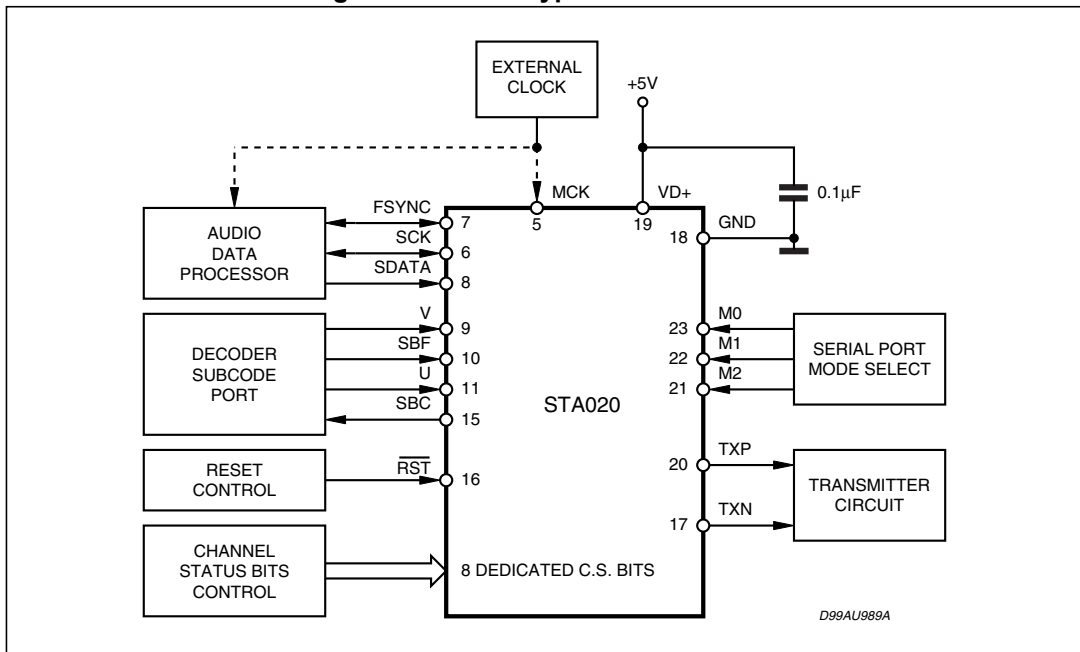 EXTERNAL
CLOCK
+5V
MCK
VD+
0.1µF
5
19
GND
18
AUDIO
DATA
PROCESSOR
FSYNC
7
SCK
6
SDATA
8
DECODER
SUBCODE
PORT
V
9
SBF
10
U
11
SBC
15
STA020
M0
23
M1
22
M2
21
SERIAL PORT
MODE SELECT
RESET
CONTROL
RST
16
TXP
20
TXN
17
TRANSMITTER
CIRCUIT
CHANNEL
STATUS BITS
CONTROL
8 DEDICATED C.S. BITS
D99AU989A